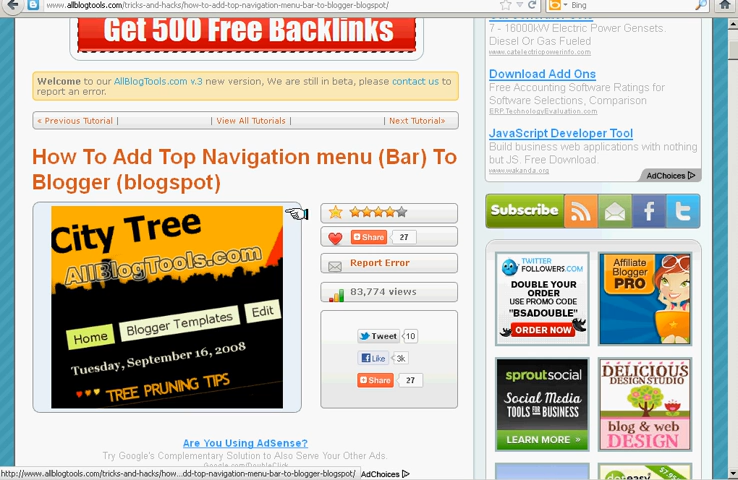 www.allblogtools.com/tricks-and-hacks/how-to-add-top-navigation-menu-bar-to-blogger-blogspot/
Bing
Get 500 Free Backlinks
Welcome to our AllBlogTools.com v.3 new version, We are still in beta, please contact us to
report an error.
« Previous Tutorial |
| View All Tutorials |
| Next Tutorial»
How To Add Top Navigation menu (Bar) To
Blogger (blogspot)
City Tree
AllBlogTools.com
Home
Blogger Templates
Edit
Tuesday, September 16, 2008
TREE PRUNING TIPS
Share 27
Report Error
83,774 views
Tweet 10
Like 3k
Share 27
Are You Using AdSense?
Try Google's Complementary Solution to Also Serve Your Other Ads.
Google.com/DoubleClick
AdChoices
http://www.allblogtools.com/tricks-and-hacks/how...dd-top-navigation-menu-bar-to-blogger-blogspot/
7 - 16000kW Electric Power Gensets.
Diesel Or Gas Fueled
www.catelectricpowerinfo.com
Download Add Ons
Free Accounting Software Ratings for
Software Selections, Comparison
ERP.TechnologyEvaluation.com
JavaScript Developer Tool
Build business web applications with nothing
but JS. Free Download.
www.wakanda.org
AdChoices
Subscribe
TWITTER
FOLLOWERS.COM
DOUBLE YOUR
ORDER
USE PROMO CODE
"BSADOUBLE"
ORDER NOW
Affiliate
Blogger
PRO
sproutsocial
Social Media
TOOLS FOR BUSINESS
LEARN MORE
DELICIOUS
DESIGN STUDIO
blog & web
DESIGN